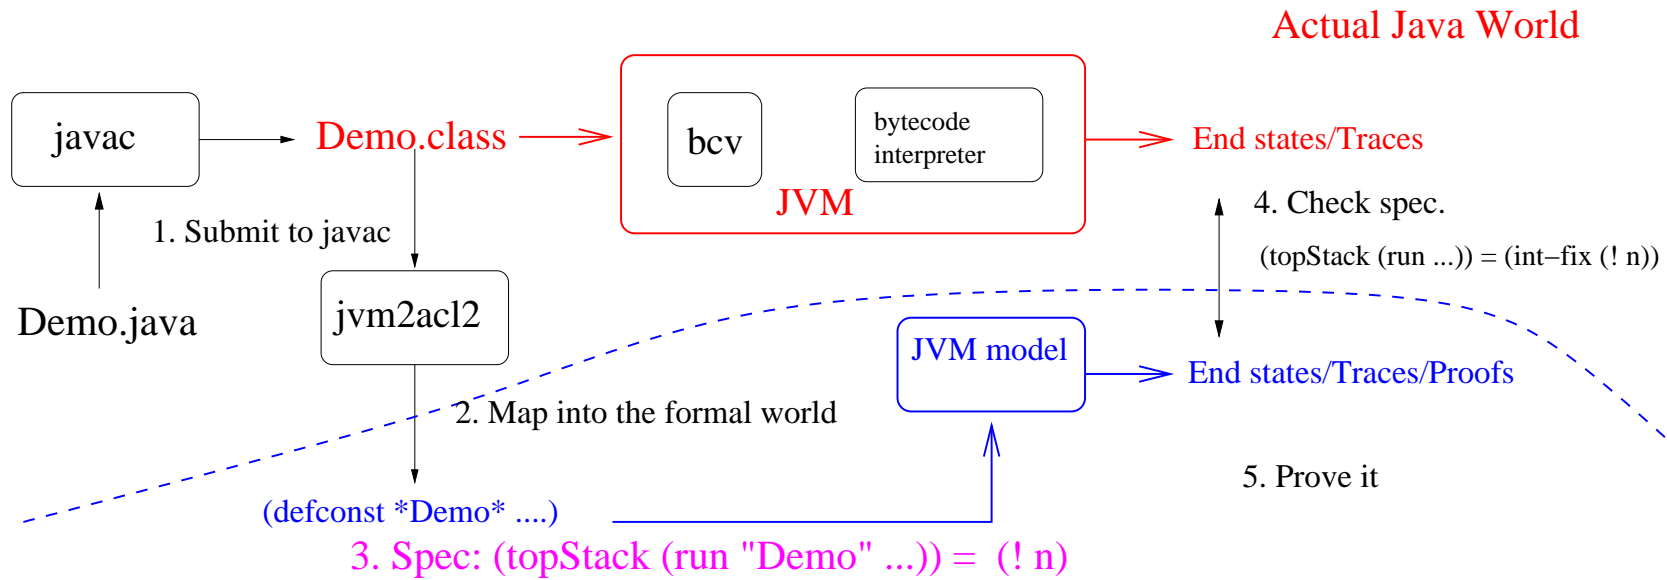 Actual Java World
javac
Demo.class
bcv
bytecode
interpreter
JVM
End states/Traces
1. Submit to javac
4. Check spec.
(topStack (run ...)) = (int−fix (! n))
Demo.java
jvm2acl2
JVM model
End states/Traces/Proofs
2. Map into the formal world
5. Prove it
(defconst *Demo* ....)
3. Spec: (topStack (run "Demo" ...)) = (! n)